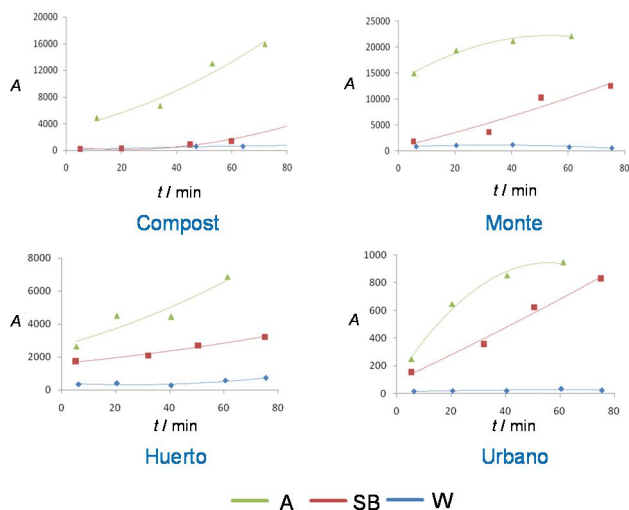 20000
16000
12000
8000
4000
0
A
0 20 40 60 80
t / min
Compost
25000
20000
15000
10000
5000
0
A
0 20 40 60 80
t / min
Monte
8000
6000
4000
2000
0
A
0 20 40 60 80
t / min
Huerto
1000
800
600
400
200
0
A
0 20 40 60 80
t / min
Urbano
A SB W